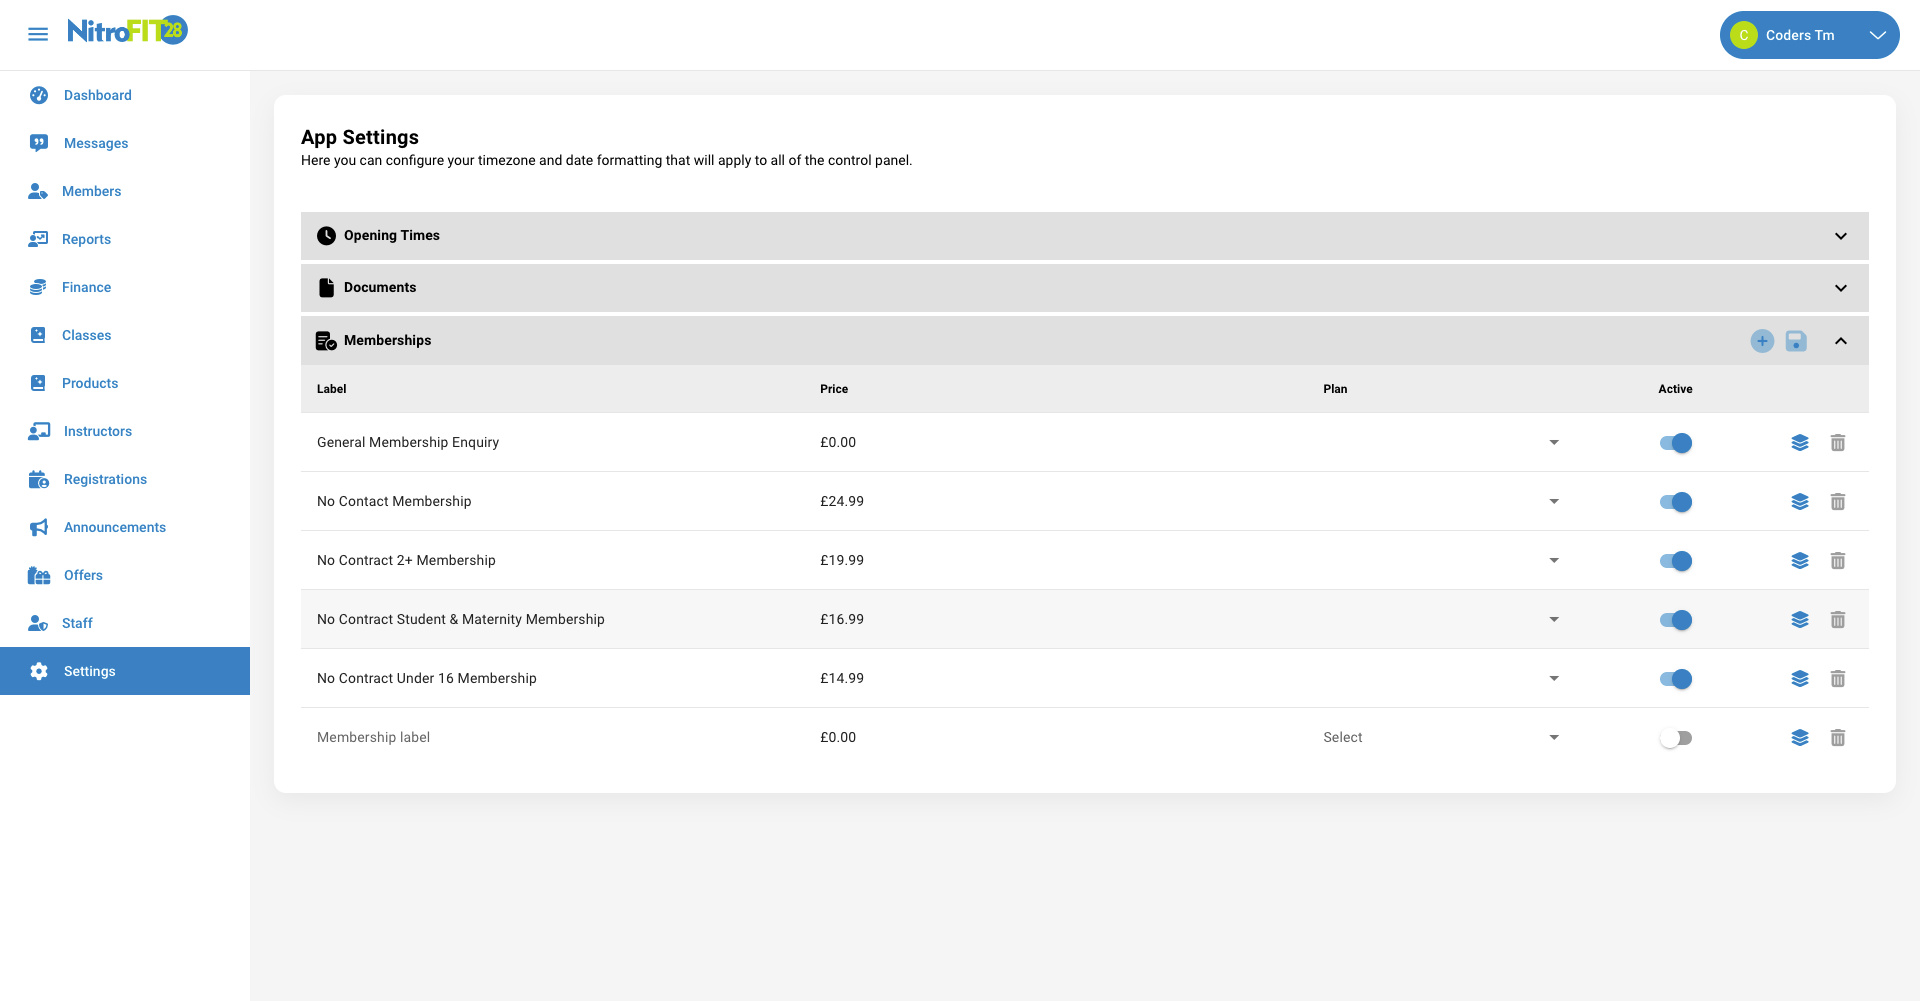 NitroFIT28
C Coders Tm
Dashboard
Messages
Members
Reports
Finance
Classes
Products
Instructors
Registrations
Announcements
Offers
Staff
Settings
App Settings
Here you can configure your timezone and date formatting that will apply to all of the control panel.
Opening Times
Documents
Memberships
Label Price Plan Active
General Membership Enquiry £0.00
No Contact Membership £24.99
No Contract 2+ Membership £19.99
No Contract Student & Maternity Membership £16.99
No Contract Under 16 Membership £14.99
Membership label £0.00 Select